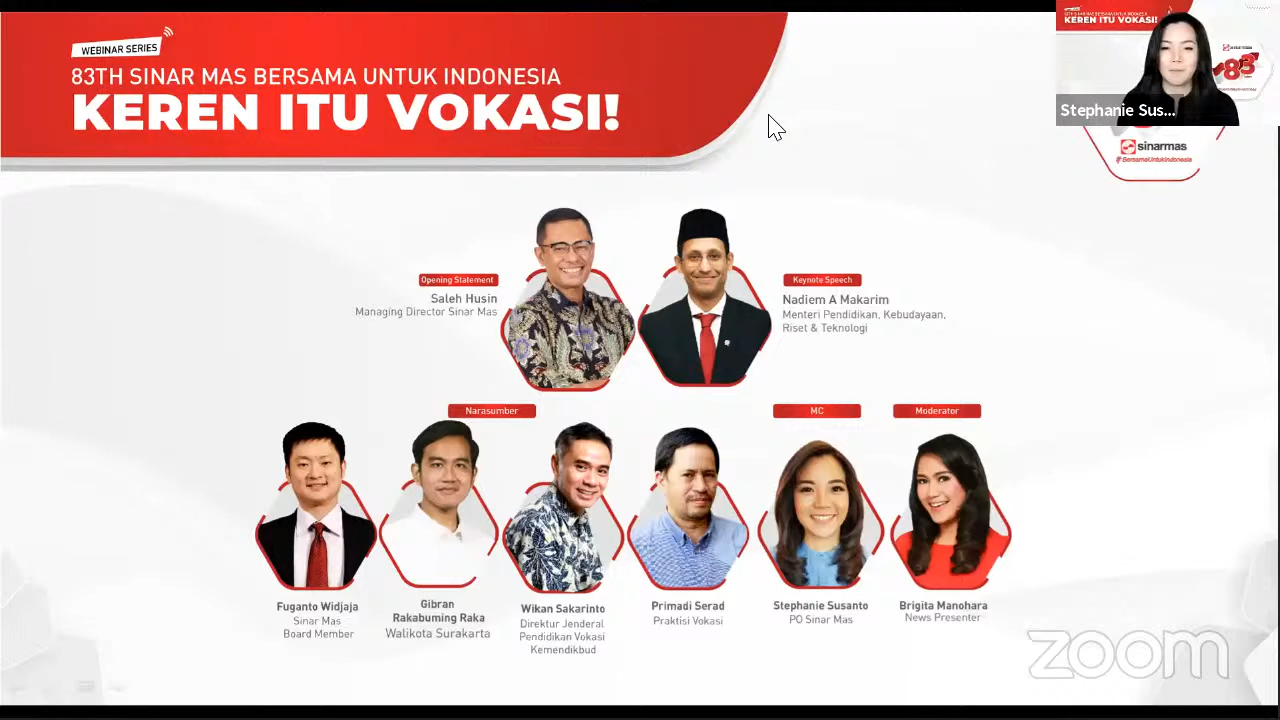 WEBINAR SERIES
83TH SINAR MAS BERSAMA UNTUK INDONESIA
KEREN ITU VOKASI!
KEREN ITU VOKASI!
83
Stephanie Sus...
sinarmas
#BersamaUntukIndonesia
Opening Statement
Saleh Husin
Managing Director Sinar Mas
Keynote Speech
Nadiem A Makarim
Menteri Pendidikan, Kebudayaan,
Riset & Teknologi
Narasumber
MC
Moderator
Fuganto Widjaja
Sinar Mas
Board Member
Gibran
Rakabuming Raka
Walikota Surakarta
Wikan Sakarinto
Direktur Jenderal
Pendidikan Vokasi
Kemendikbud
Primadi Serad
Praktisi Vokasi
Stephanie Susanto
PO Sinar Mas
Brigita Manohara
News Presenter
zoom